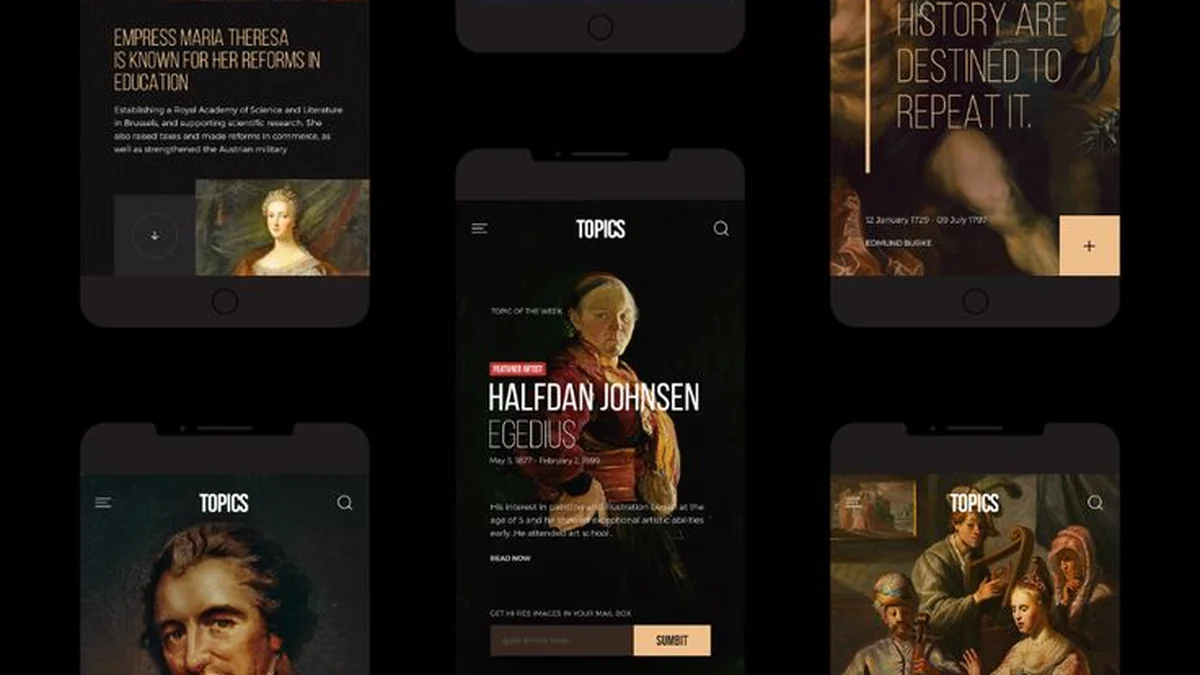 EMPRESS MARIA THERESA
IS KNOWN FOR HER REFORMS IN
EDUCATION
Establishing a Royal Academy of Science and Literature
in Brussels, and supporting scientific research. She
also raised taxes and made reforms in commerce, as
well as strengthened the Austrian military
TOPICS
TOPICS
TOPIC OF THE WEEK
FEATURED ARTIST
HALFDAN JOHNSEN
EGEDIUS
May 5, 1877 - February 2, 1899
His interest in painting and illustration began at the
age of 5 and he showed exceptional artistic abilities
early. He attended art school .
READ NOW
GET HI-RES IMAGES IN YOUR MAIL BOX
SUMBIT
HISTORY ARE
DESTINED TO
REPEAT IT.
12 January 1729 - 09 July 1797
EDMUND BURKE
+
TOPICS